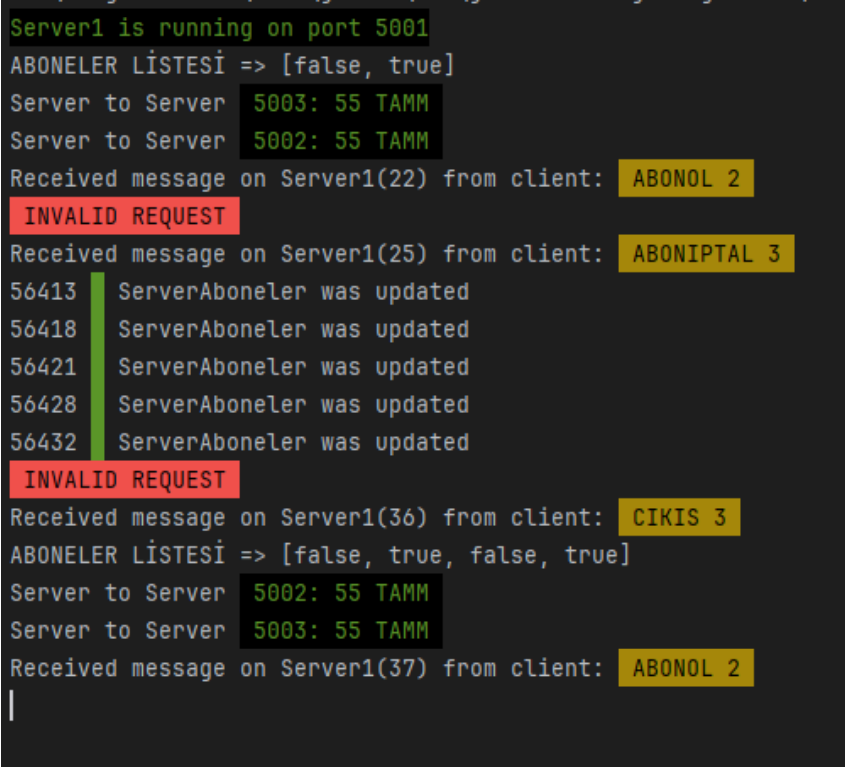 Server1 is running on port 5001
ABONELER LİSTESİ => [false, true]
Server to Server 5003: 55 TAMM
Server to Server 5002: 55 TAMM
Received message on Server1(22) from client: ABONOL 2
INVALID REQUEST
Received message on Server1(25) from client: ABONIPTAL 3
56413 ServerAboneler was updated
56418 ServerAboneler was updated
56421 ServerAboneler was updated
56428 ServerAboneler was updated
56432 ServerAboneler was updated
INVALID REQUEST
Received message on Server1(36) from client: CIKIS 3
ABONELER LİSTESİ => [false, true, false, true]
Server to Server 5002: 55 TAMM
Server to Server 5003: 55 TAMM
Received message on Server1(37) from client: ABONOL 2